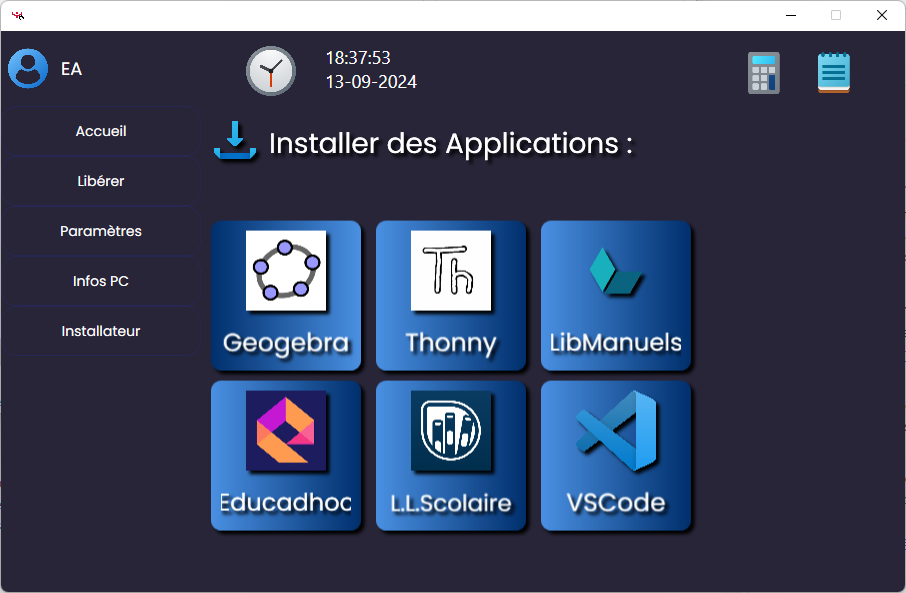 EA
18:37:53
13-09-2024
Accueil
Libérer
Paramètres
Infos PC
Installateur
Installer des Applications :
Geogebra
Th
Thonny
LibManuels
Educadhoc
L.L.Scolaire
VSCode